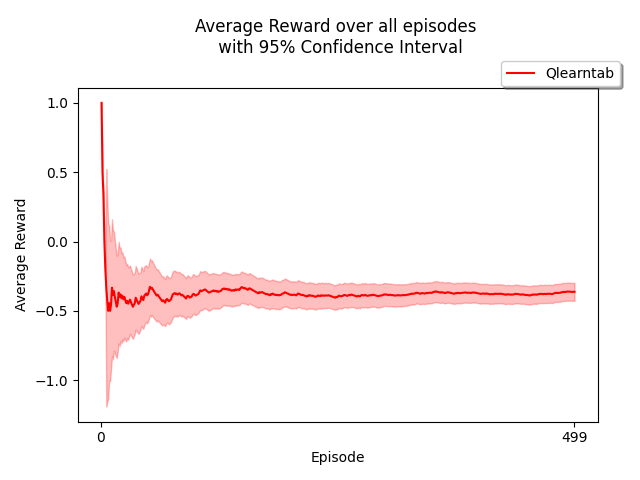 Average Reward over all episodes
with 95% Confidence Interval
Qlearntab
1.0
0.5
0.0
−0.5
−1.0
Average Reward
0
499
Episode